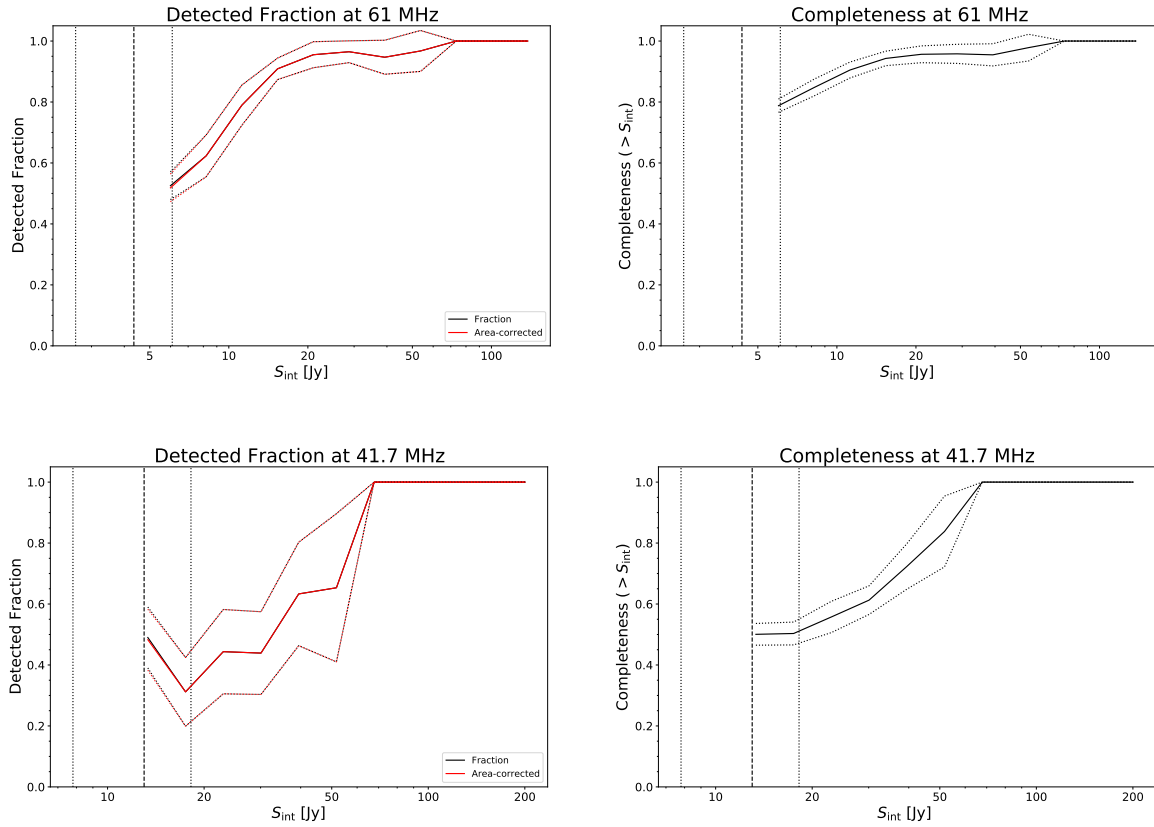 Detected Fraction at 61 MHz
Detected Fraction
1.0
0.8
0.6
0.4
0.2
0.0
5 10 20 50 100
S_int [Jy]
Fraction
Area-corrected
Completeness at 61 MHz
Completeness ( > S_int)
1.0
0.8
0.6
0.4
0.2
0.0
5 10 20 50 100
S_int [Jy]
Detected Fraction at 41.7 MHz
Detected Fraction
1.0
0.8
0.6
0.4
0.2
0.0
10 20 50 100 200
S_int [Jy]
Fraction
Area-corrected
Completeness at 41.7 MHz
Completeness ( > S_int)
1.0
0.8
0.6
0.4
0.2
0.0
10 20 50 100 200
S_int [Jy]